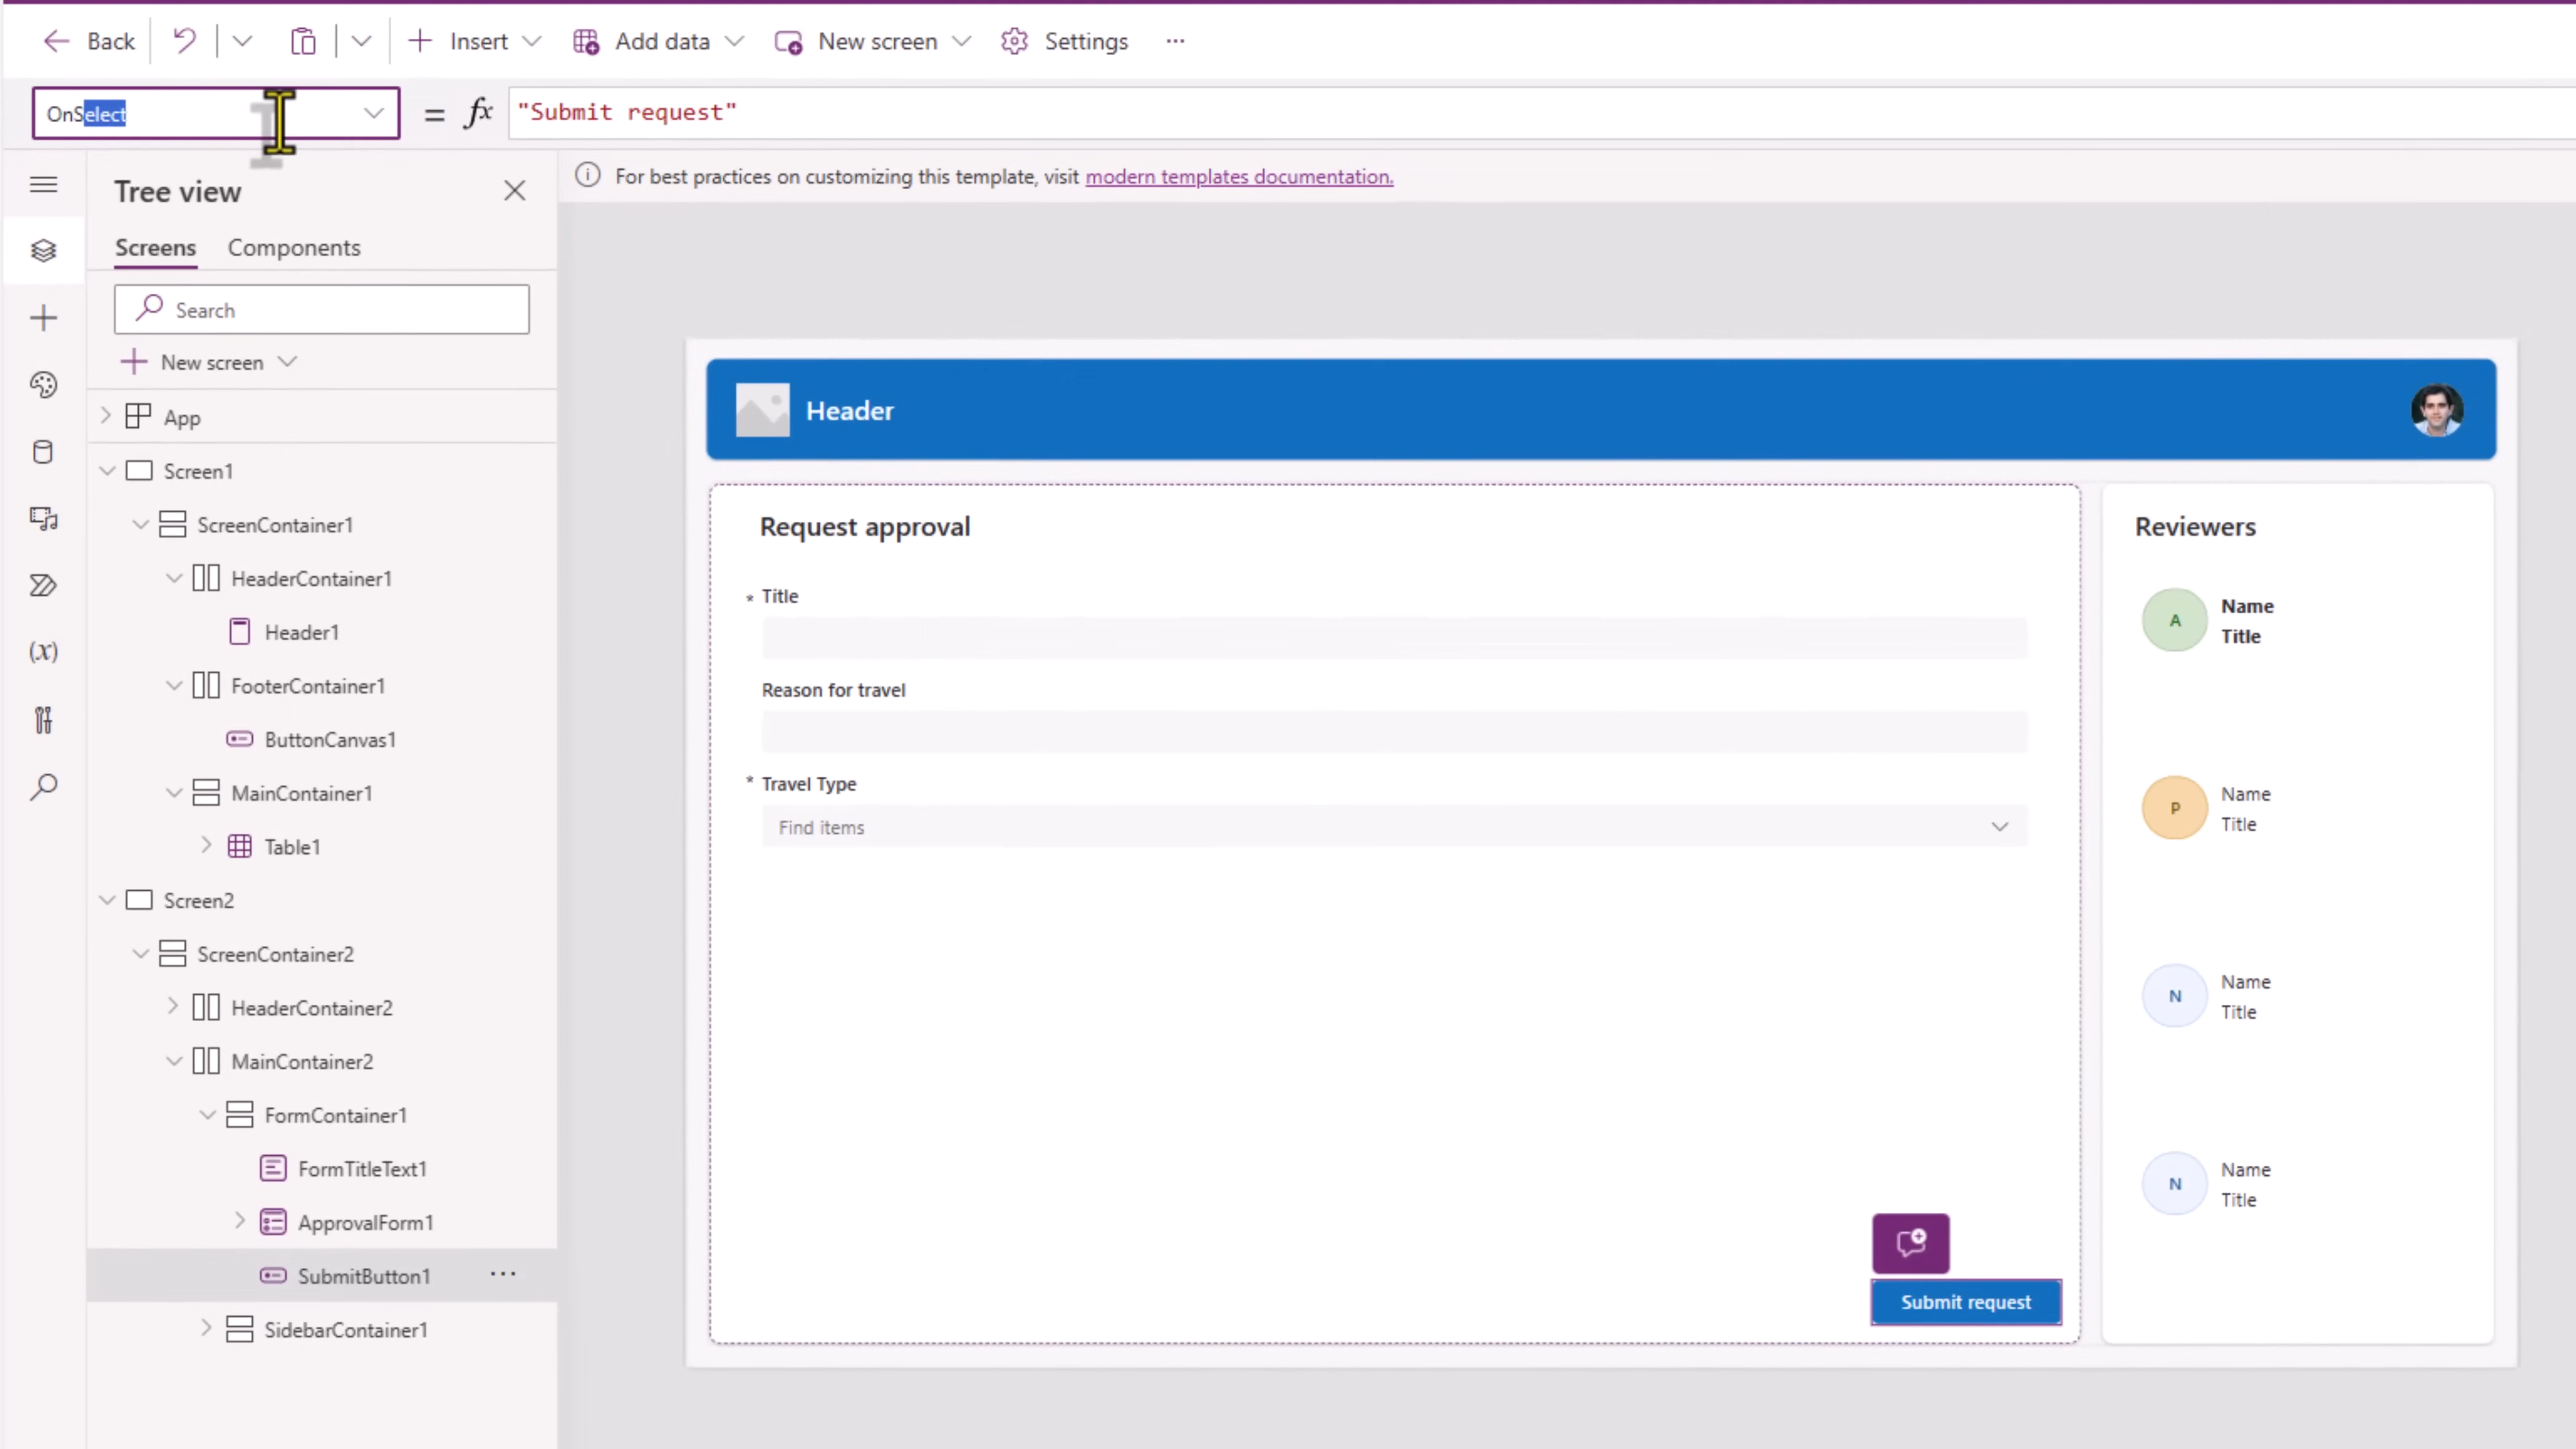 Back Insert Add data New screen Settings ...
OnSelect = fx "Submit request"
Tree view
For best practices on customizing this template, visit modern templates documentation.
Screens Components
Search
New screen
App
Screen1
ScreenContainer1
HeaderContainer1
Header1
FooterContainer1
ButtonCanvas1
MainContainer1
Table1
Screen2
ScreenContainer2
HeaderContainer2
MainContainer2
FormContainer1
FormTitleText1
ApprovalForm1
SubmitButton1 ...
SidebarContainer1
(x)
Header
Request approval
* Title
Reason for travel
* Travel Type
Find items
Submit request
Reviewers
A
Name
Title
P
Name
Title
N
Name
Title
N
Name
Title